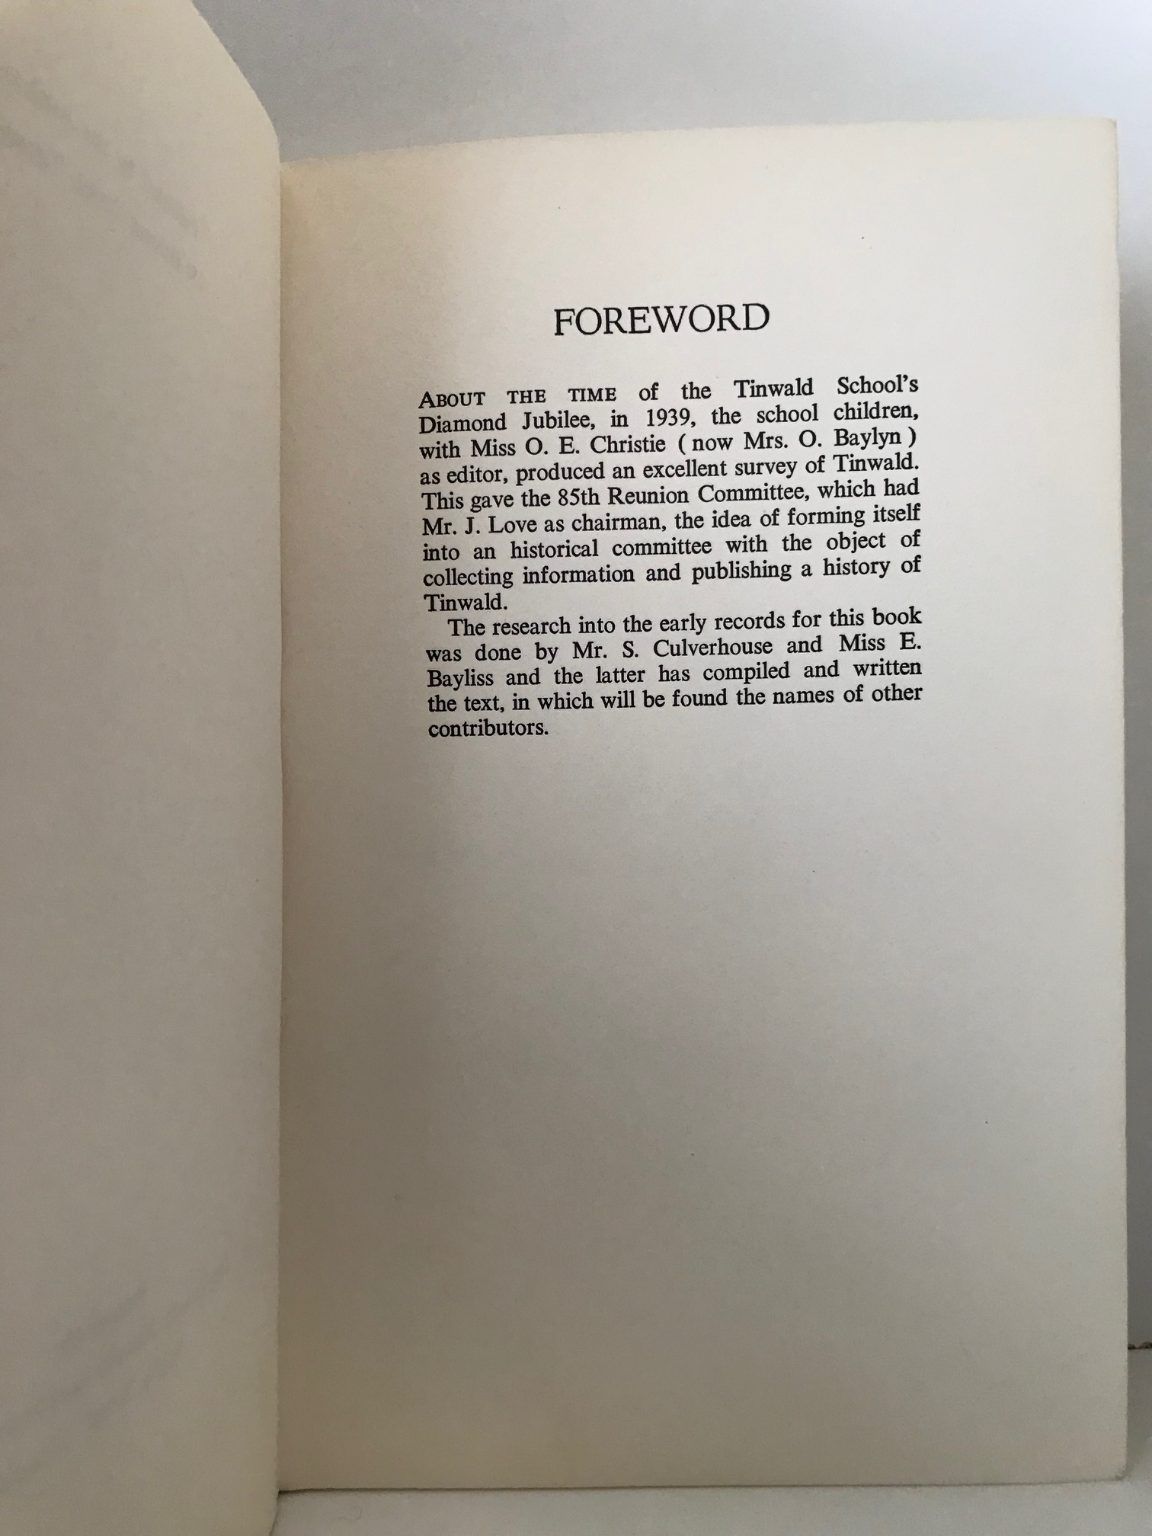 FOREWORD
ABOUT THE TIME of the Tinwald School's
Diamond Jubilee, in 1939, the school children,
with Miss O. E. Christie ( now Mrs. O. Baylyn )
as editor, produced an excellent survey of Tinwald.
This gave the 85th Reunion Committee, which had
Mr. J. Love as chairman, the idea of forming itself
into an historical committee with the object of
collecting information and publishing a history of
Tinwald.
The research into the early records for this book
was done by Mr. S. Culverhouse and Miss E.
Bayliss and the latter has compiled and written
the text, in which will be found the names of other
contributors.